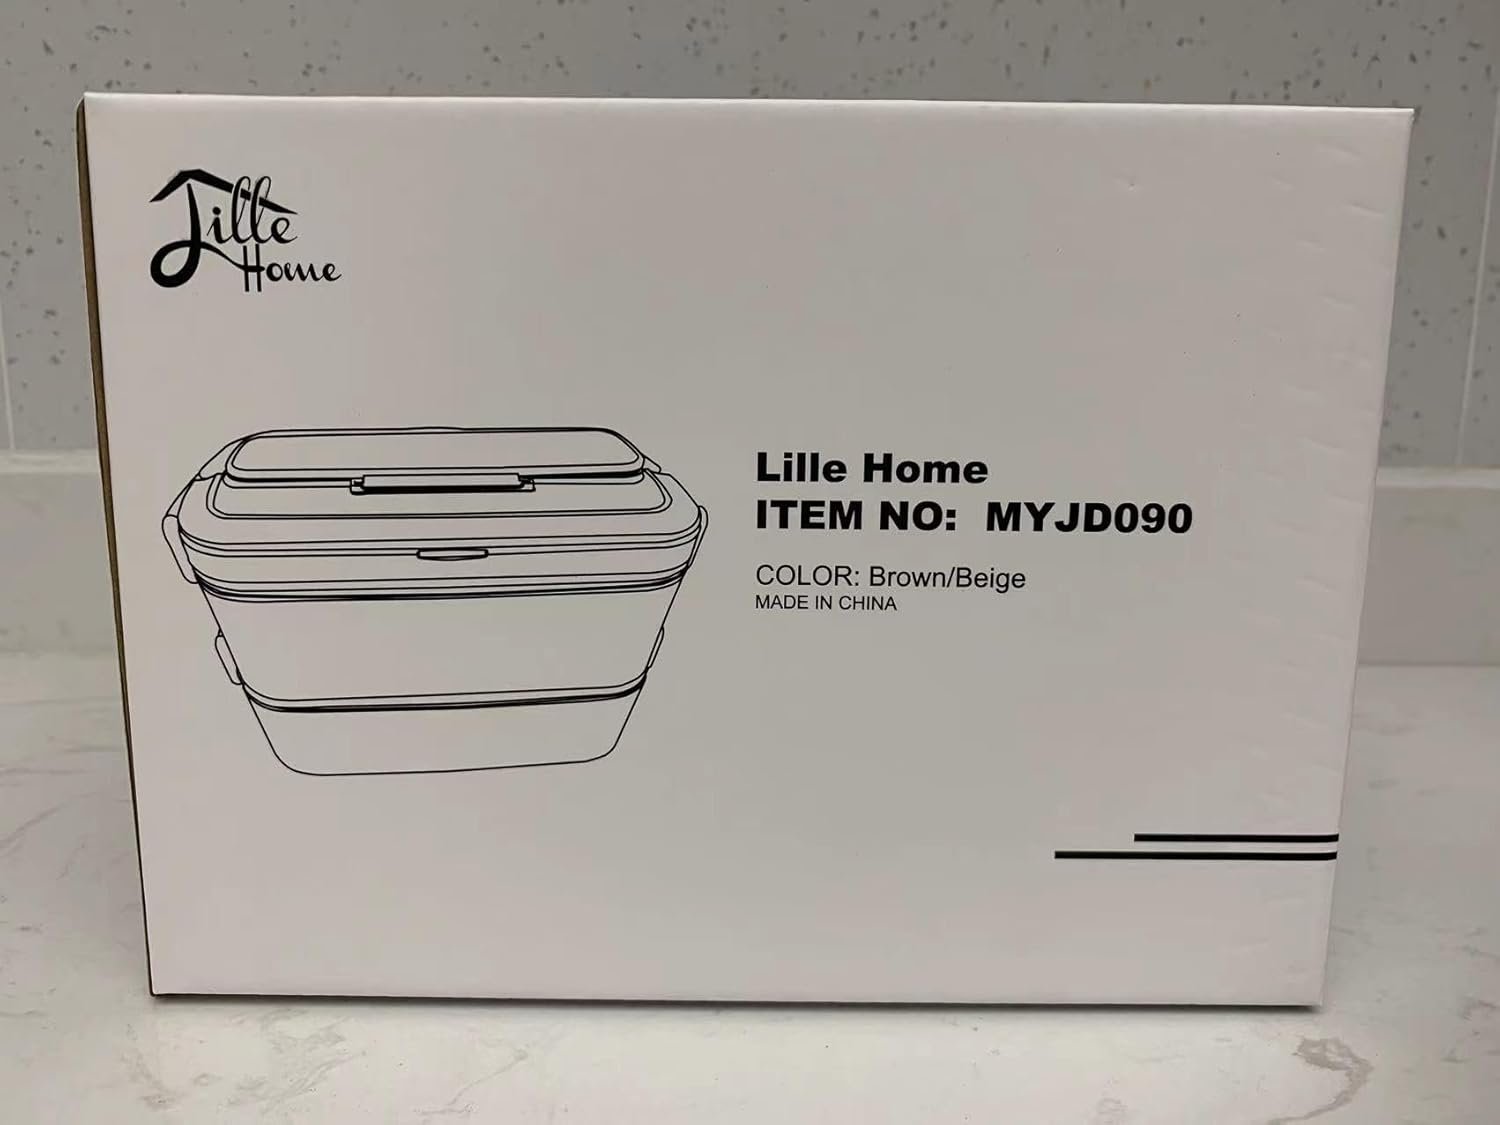 Lille
Home
Lille Home
ITEM NO: MYJD090
COLOR: Brown/Beige
MADE IN CHINA